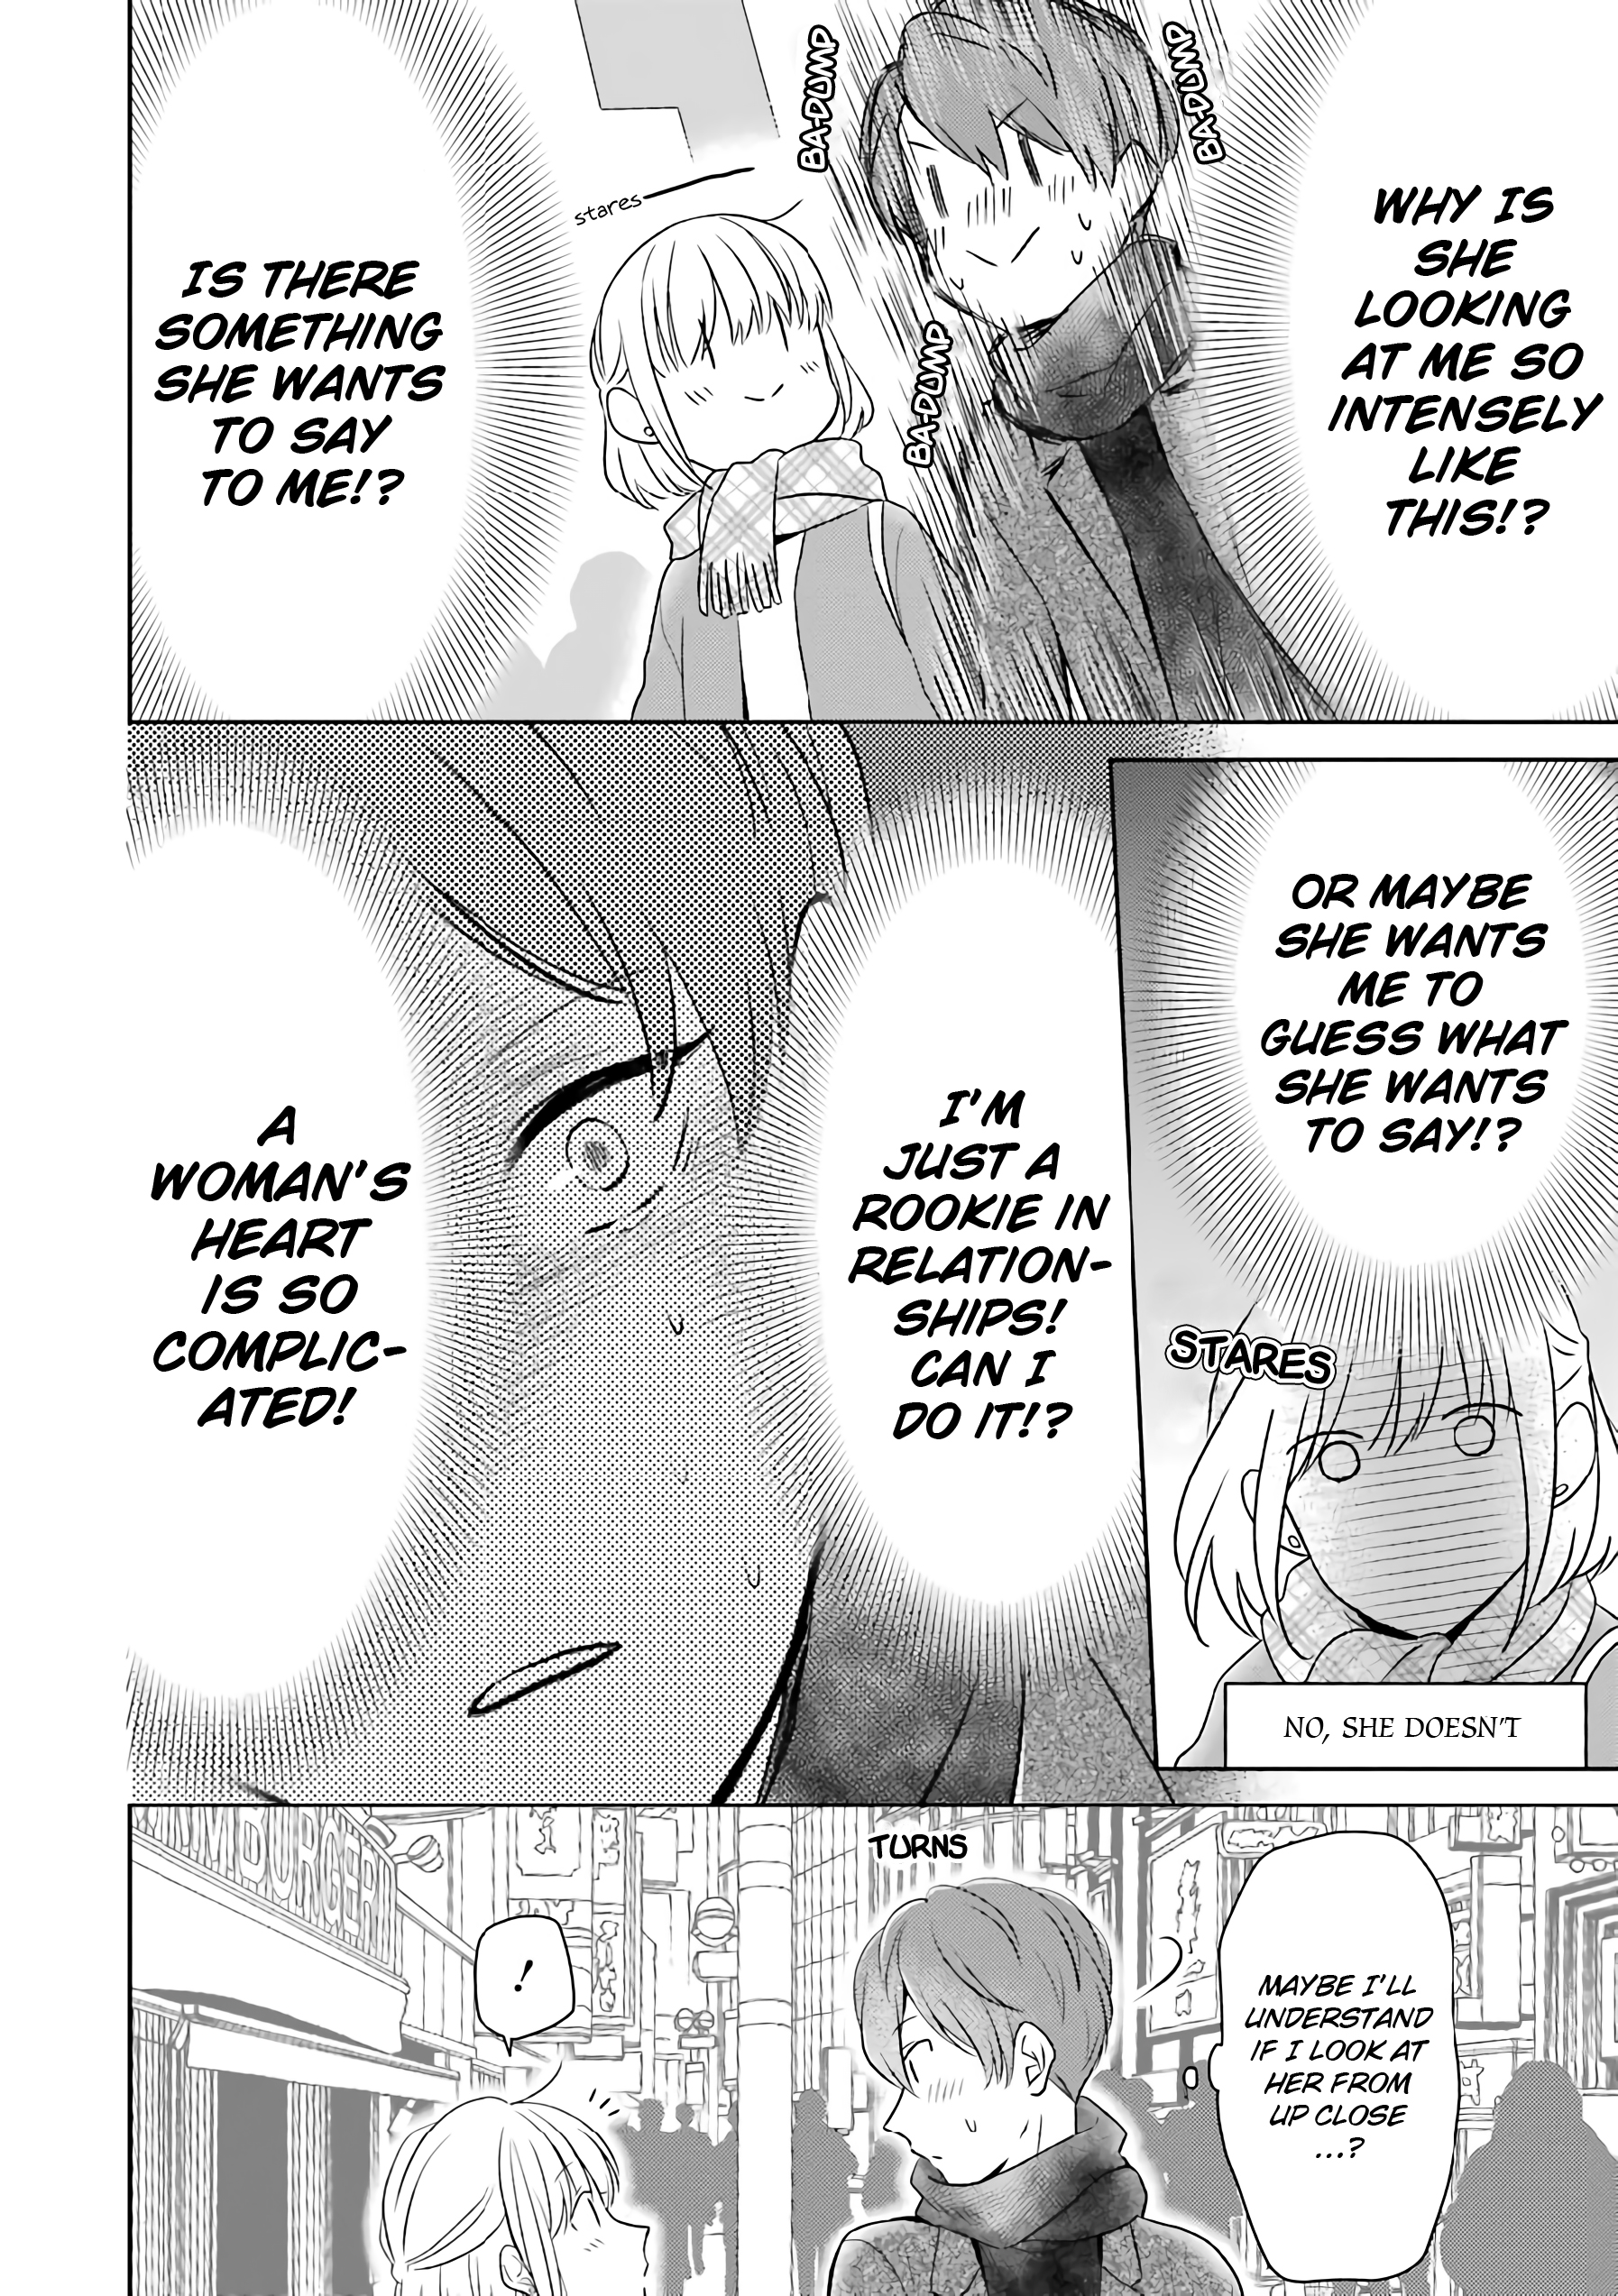 WHY IS
SHE
LOOKING
AT ME SO
INTENSELY
LIKE
THIS!?
BA-DUMP
BA-DUMP
BA-DUMP
stares
IS THERE
SOMETHING
SHE WANTS
TO SAY
TO ME!?
OR MAYBE
SHE WANTS
ME TO
GUESS WHAT
SHE WANTS
TO SAY!?
STARES
NO, SHE DOESN'T
I'M
JUST A
ROOKIE IN
RELATION-
SHIPS!
CAN I
DO IT!?
A
WOMAN'S
HEART
IS SO
COMPLIC-
ATED!
MAYBE I'LL
UNDERSTAND
IF I LOOK AT
HER FROM
UP CLOSE
...?
TURNS
!
MBURGER